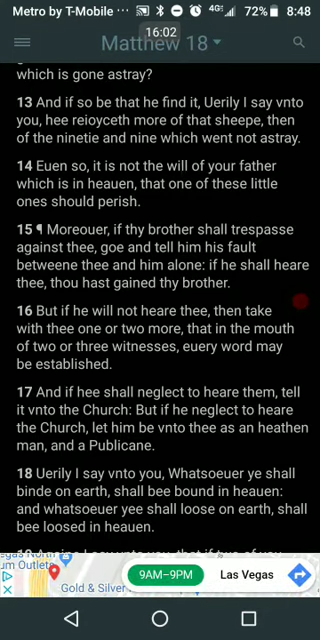 Metro by T-Mobile ··· 4G 72% 8:48
16:02
Matthew 18
which is gone astray?
13 And if so be that he find it, Uerily I say vnto
you, hee reioyceth more of that sheepe, then
of the ninetie and nine which went not astray.
14 Euen so, it is not the will of your father
which is in heauen, that one of these little
ones should perish.
15 ¶ Moreouer, if thy brother shall trespasse
against thee, goe and tell him his fault
betweene thee and him alone: if he shall heare
thee, thou hast gained thy brother.
16 But if he will not heare thee, then take
with thee one or two more, that in the mouth
of two or three witnesses, euery word may
be established.
17 And if hee shall neglect to heare them, tell
it vnto the Church: But if he neglect to heare
the Church, let him be vnto thee as an heathen
man, and a Publicane.
18 Uerily I say vnto you, Whatsoeuer ye shall
binde on earth, shall bee bound in heauen:
and whatsoeuer yee shall loose on earth, shall
bee loosed in heauen.
egas North
um Outlets
Gold & Silver
9AM–9PM
Las Vegas